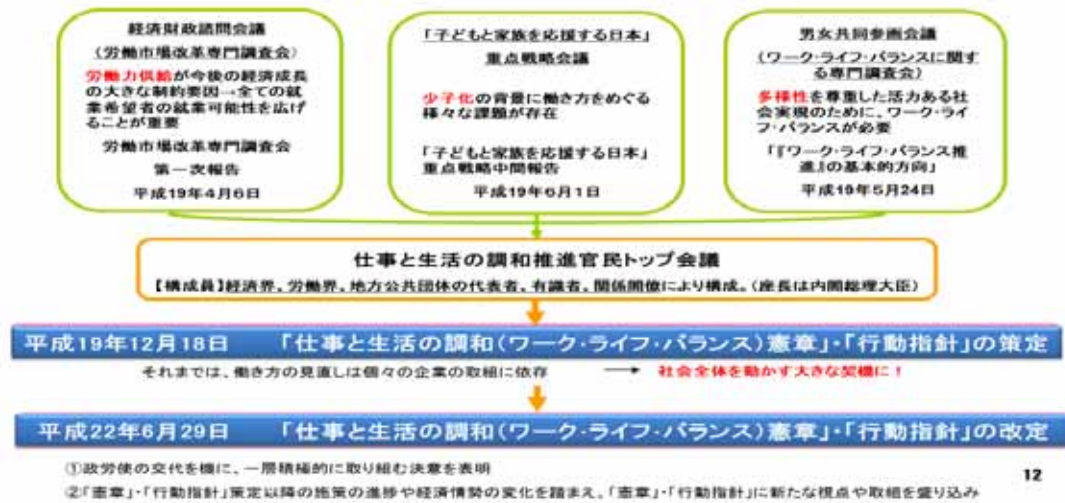 経済財政諮問会議
(労働市場改革専門調査会)
労働力供給が今後の経済成長
の大きな制約要因→全ての就
業希望者の就業可能性を広げ
ることが重要
労働市場改革専門調査会
第一次報告
平成19年4月6日
「子どもと家族を応援する日本」
重点戦略会議
少子化の背景に働き方をめぐる
様々な課題が存在
「子どもと家族を応援する日本」
重点戦略中間報告
平成19年6月1日
男女共同参画会議
(ワーク・ライフ・バランスに関す
る専門調査会)
多様性を尊重した活力ある社
会実現のために、ワーク・ライ
フ・バランスが必要
「『ワーク・ライフ・バランス推
進』の基本的方向」
平成19年5月24日
仕事と生活の調和推進官民トップ会議
【構成員】経済界、労働界、地方公共団体の代表者、有識者、関係閣僚により構成。(座長は内閣総理大臣)
平成19年12月18日 「仕事と生活の調和(ワーク・ライフ・バランス)憲章」・「行動指針」の策定
それまでは、働き方の見直しは個々の企業の取組に依存 → 社会全体を動かす大きな契機に!
平成22年6月29日 「仕事と生活の調和(ワーク・ライフ・バランス)憲章」・「行動指針」の改定
①政労使の交代を機に、一層積極的に取り組む決意を表明
②「憲章」・「行動指針」策定以降の施策の進捗や経済情勢の変化を踏まえ、「憲章」・「行動指針」に新たな視点や取組を盛り込み
12